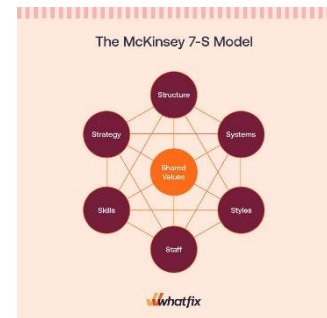 The McKinsey 7-S Model
Structure
Strategy
Systems
Shared
Values
Skills
Styles
Staff
whatfix